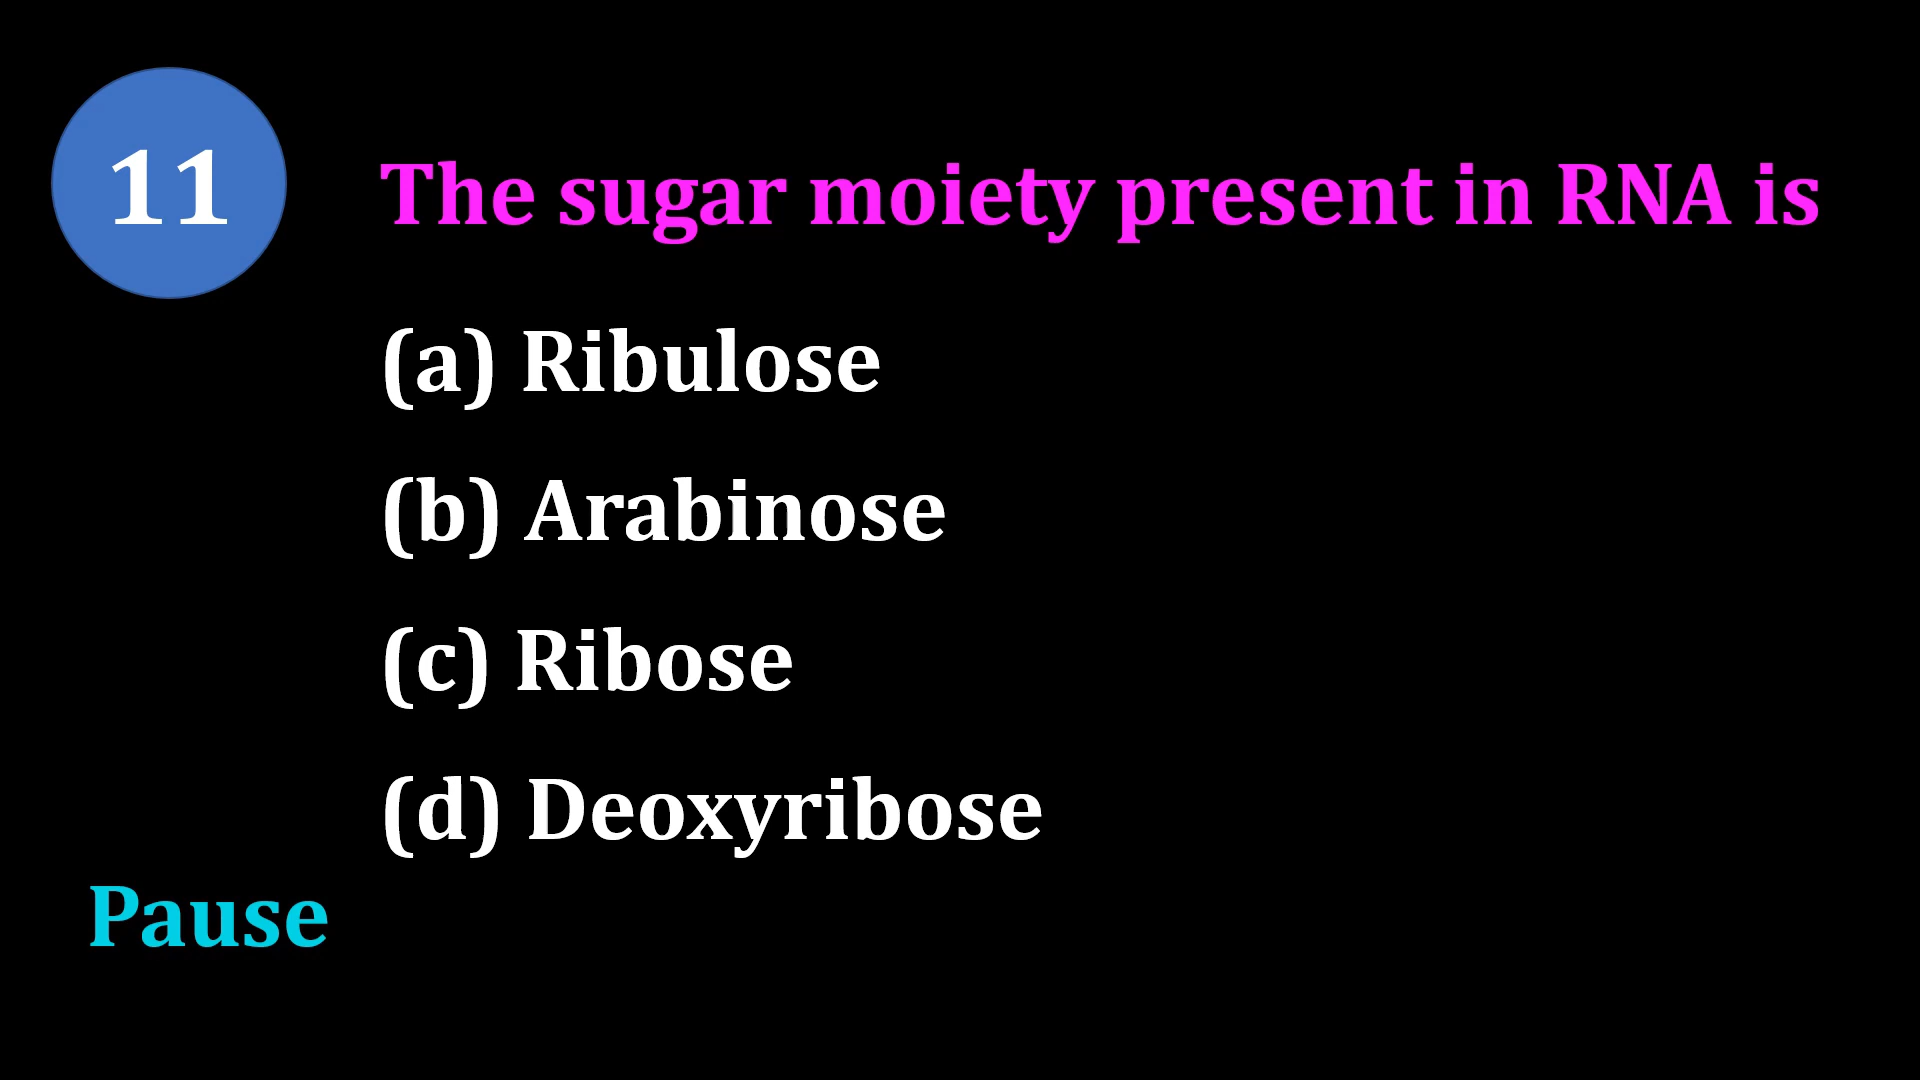 11
The sugar moiety present in RNA is
(a) Ribulose
(b) Arabinose
(c) Ribose
(d) Deoxyribose
Pause